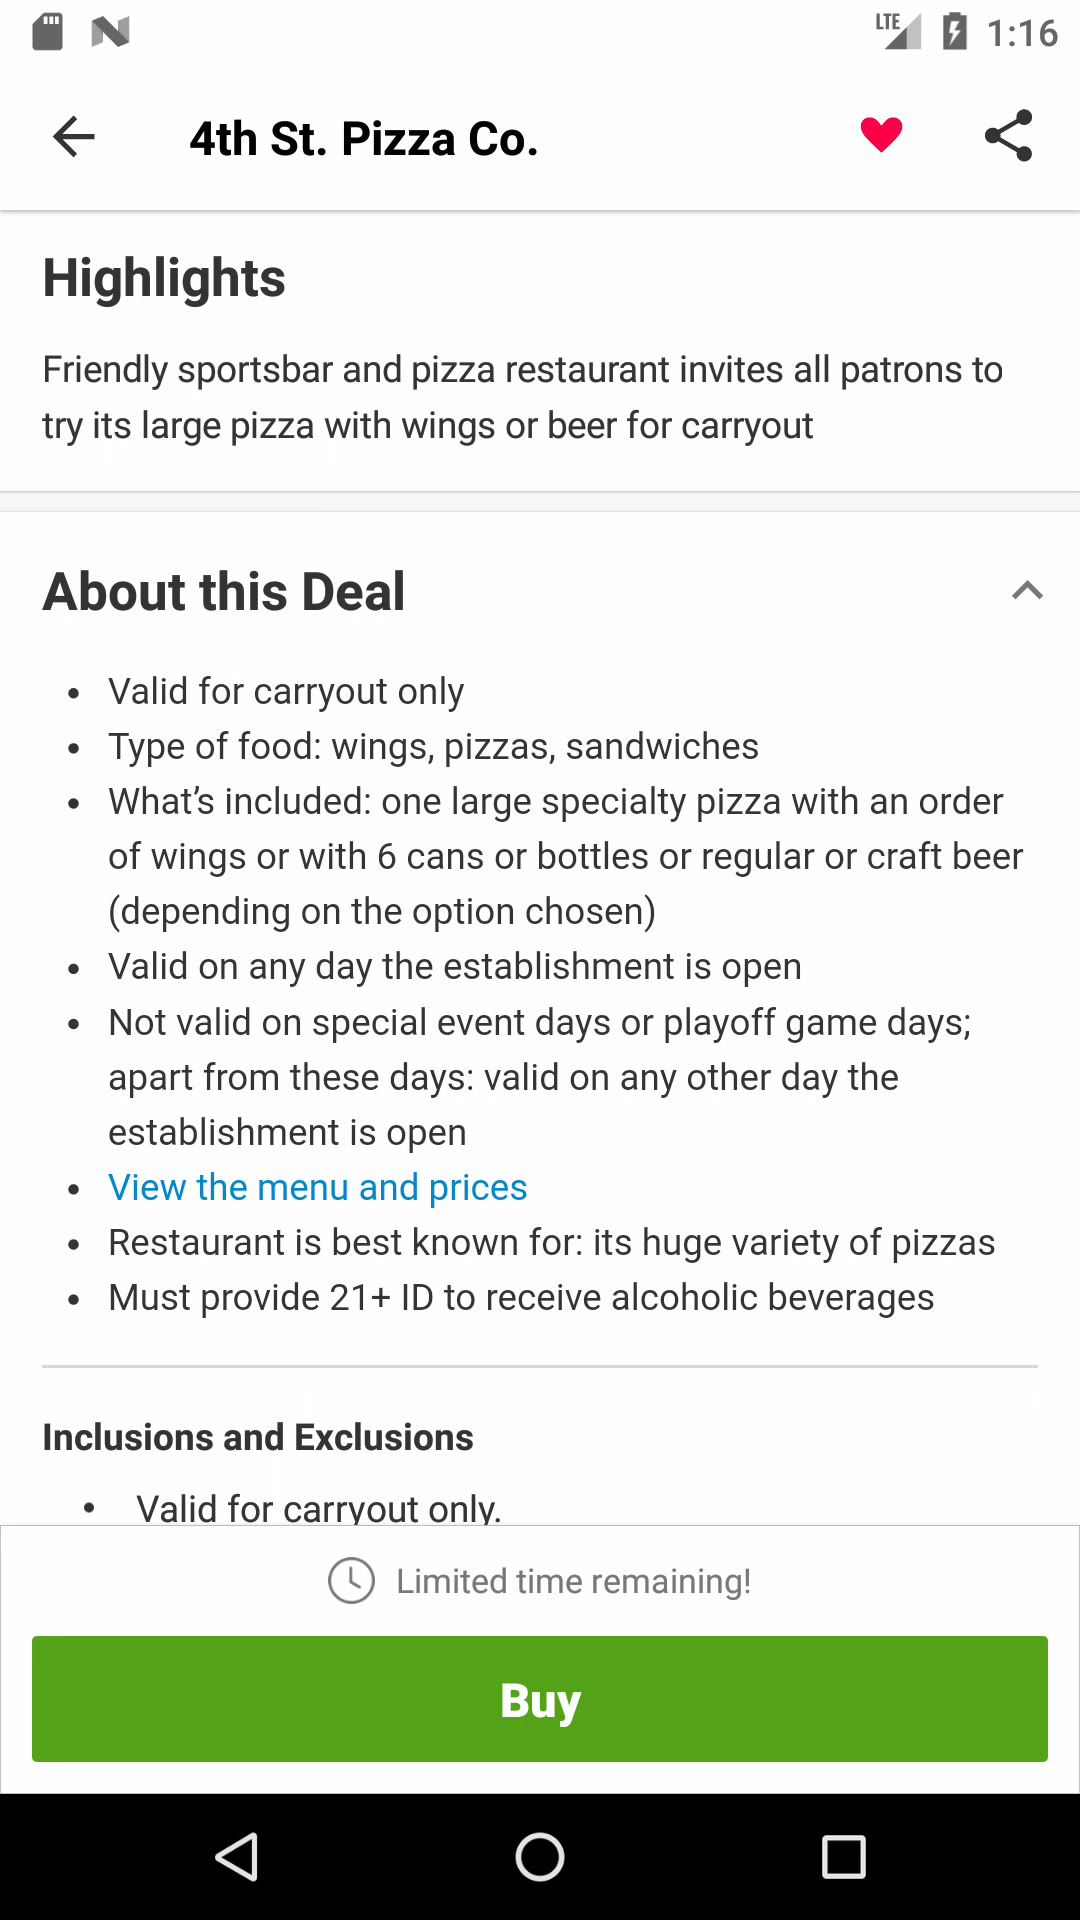 LTE 1:16
4th St. Pizza Co.
Highlights
Friendly sportsbar and pizza restaurant invites all patrons to
try its large pizza with wings or beer for carryout
About this Deal
• Valid for carryout only
• Type of food: wings, pizzas, sandwiches
• What’s included: one large specialty pizza with an order
of wings or with 6 cans or bottles or regular or craft beer
(depending on the option chosen)
• Valid on any day the establishment is open
• Not valid on special event days or playoff game days;
apart from these days: valid on any other day the
establishment is open
• View the menu and prices
• Restaurant is best known for: its huge variety of pizzas
• Must provide 21+ ID to receive alcoholic beverages
Inclusions and Exclusions
• Valid for carryout only.
Limited time remaining!
Buy